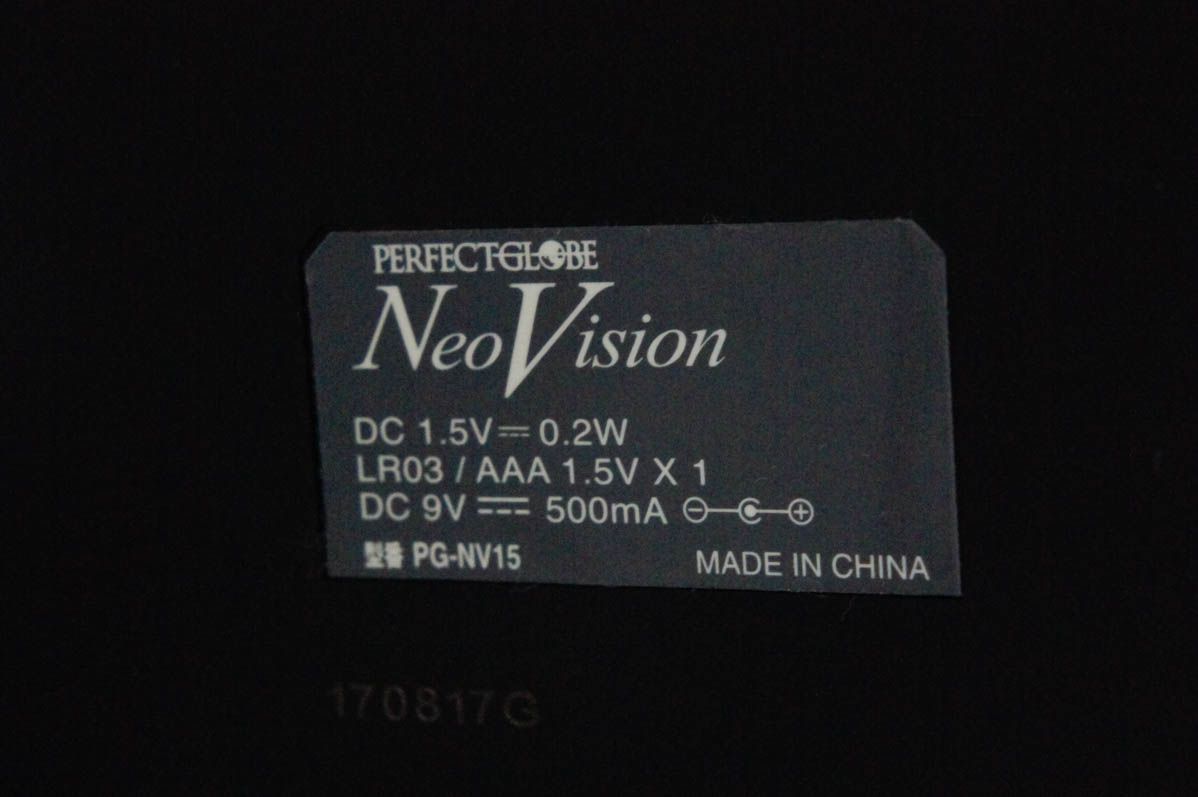 PERFECTGLOBE
NeoVision
DC 1.5V⎓0.2W
LR03 / AAA 1.5V X 1
DC 9V ⎓ 500mA
型番 PG-NV15
MADE IN CHINA
170817G